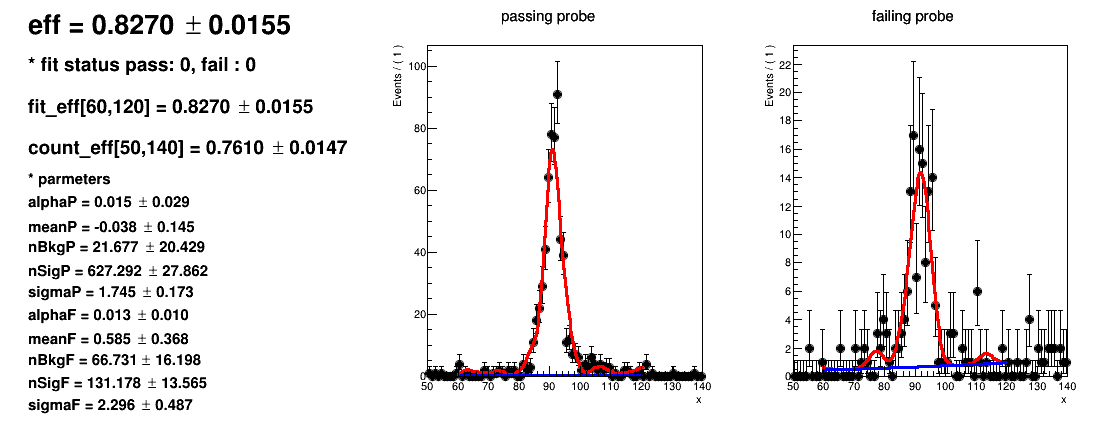 eff = 0.8270 ± 0.0155
* fit status pass: 0, fail : 0
fit_eff[60,120] = 0.8270 ± 0.0155
count_eff[50,140] = 0.7610 ± 0.0147
* parmeters
alphaP = 0.015 ± 0.029
meanP = -0.038 ± 0.145
nBkgP = 21.677 ± 20.429
nSigP = 627.292 ± 27.862
sigmaP = 1.745 ± 0.173
alphaF = 0.013 ± 0.010
meanF = 0.585 ± 0.368
nBkgF = 66.731 ± 16.198
nSigF = 131.178 ± 13.565
sigmaF = 2.296 ± 0.487
passing probe
Events / ( 1 )
100
80
60
40
20
0
50 60 70 80 90 100 110 120 130 140
x
failing probe
Events / ( 1 )
22
20
18
16
14
12
10
8
6
4
2
0
50 60 70 80 90 100 110 120 130 140
x